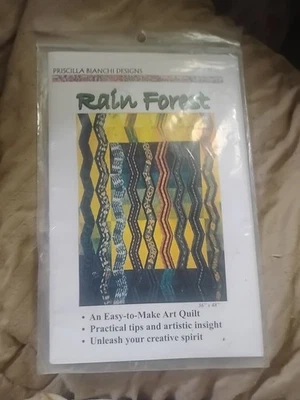 PRISCILLA BIANCHI DESIGNS
Rain Forest
• An Easy-to-Make Art Quilt
• Practical tips and artistic insight
• Unleash your creative spirit